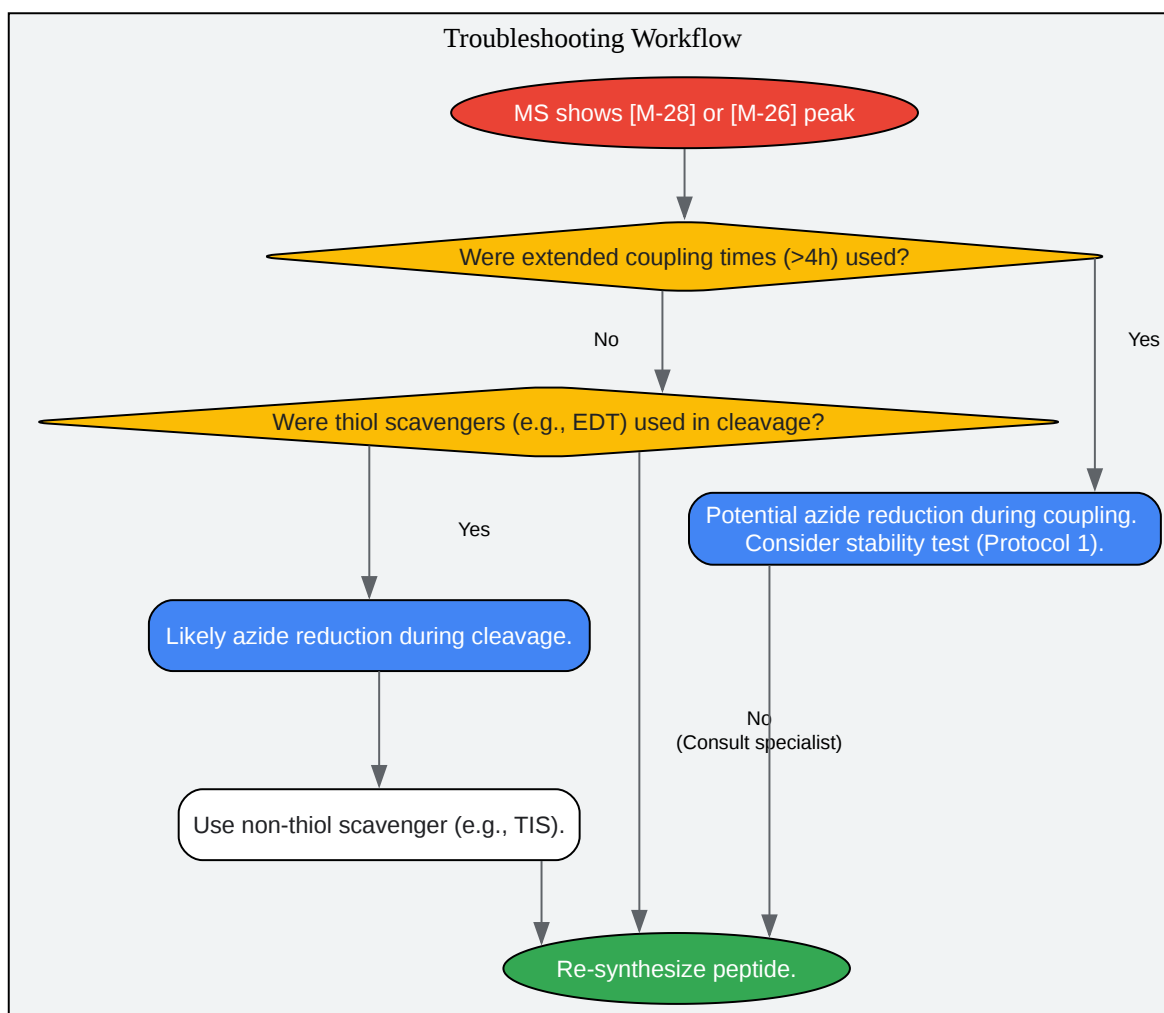 Troubleshooting Workflow
MS shows [M-28] or [M-26] peak
Were extended coupling times (>4h) used?
No
Yes
Were thiol scavengers (e.g., EDT) used in cleavage?
Yes
Potential azide reduction during coupling.
Consider stability test (Protocol 1).
Likely azide reduction during cleavage.
No
(Consult specialist)
Use non-thiol scavenger (e.g., TIS).
Re-synthesize peptide.